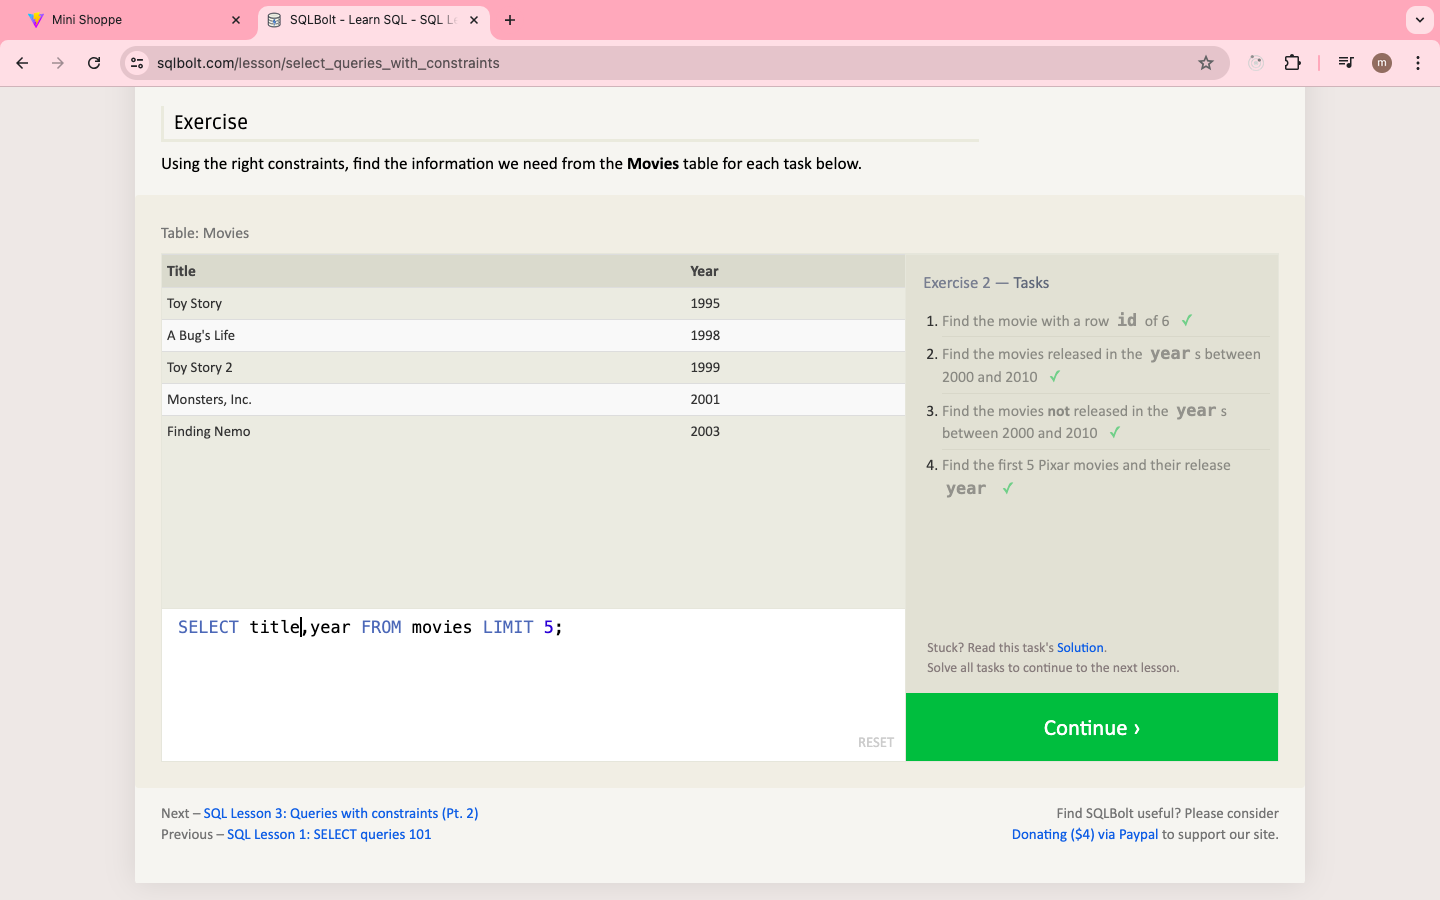 Mini Shoppe
SQLBolt - Learn SQL - SQL Le
sqlbolt.com/lesson/select_queries_with_constraints
m
Exercise
Using the right constraints, find the information we need from the Movies table for each task below.
Table: Movies
Title Year
Toy Story 1995
A Bug's Life 1998
Toy Story 2 1999
Monsters, Inc. 2001
Finding Nemo 2003
SELECT title,year FROM movies LIMIT 5;
RESET
Exercise 2 — Tasks
1. Find the movie with a row id of 6 ✓
2. Find the movies released in the year s between
2000 and 2010 ✓
3. Find the movies not released in the year s
between 2000 and 2010 ✓
4. Find the first 5 Pixar movies and their release
year ✓
Stuck? Read this task's Solution.
Solve all tasks to continue to the next lesson.
Continue ›
Next – SQL Lesson 3: Queries with constraints (Pt. 2)
Previous – SQL Lesson 1: SELECT queries 101
Find SQLBolt useful? Please consider
Donating ($4) via Paypal to support our site.